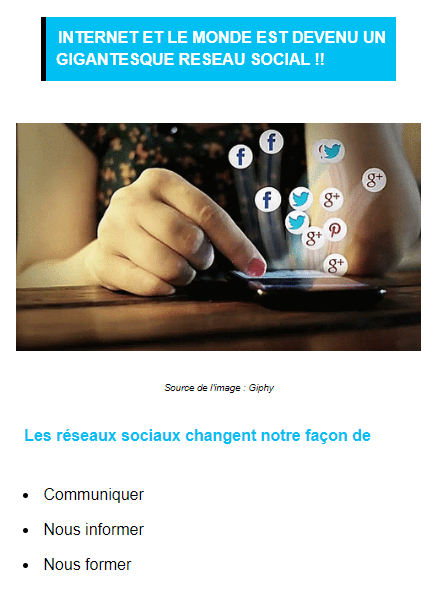 INTERNET ET LE MONDE EST DEVENU UN
GIGANTESQUE RESEAU SOCIAL !!
Source de l'image : Giphy
Les réseaux sociaux changent notre façon de
• Communiquer
• Nous informer
• Nous former